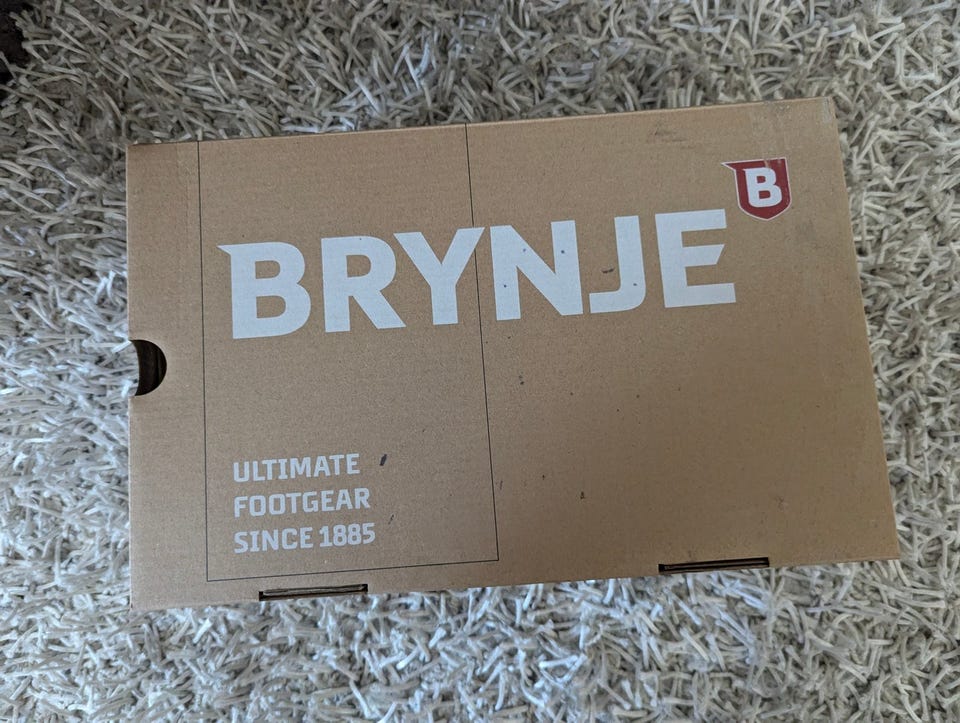 BRYNJE
B
ULTIMATE
FOOTGEAR
SINCE 1885